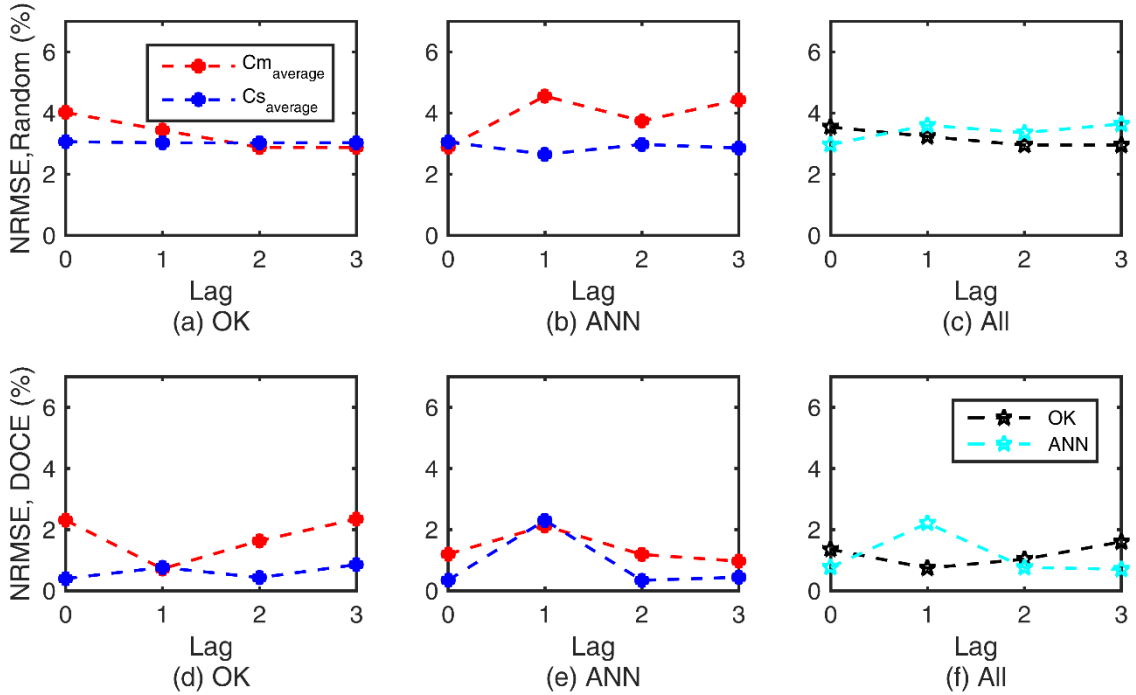 NRMSE,Random(%)
6
4
2
0
Cm average
Cs average
0 1 2 3
Lag
(a) OK
6
4
2
0
0 1 2 3
Lag
(b) ANN
6
4
2
0
0 1 2 3
Lag
(c) All
NRMSE, DOCE (%)
6
4
2
0
0 1 2 3
Lag
(d) OK
6
4
2
0
0 1 2 3
Lag
(e) ANN
6
4
2
0
OK
ANN
0 1 2 3
Lag
(f) All